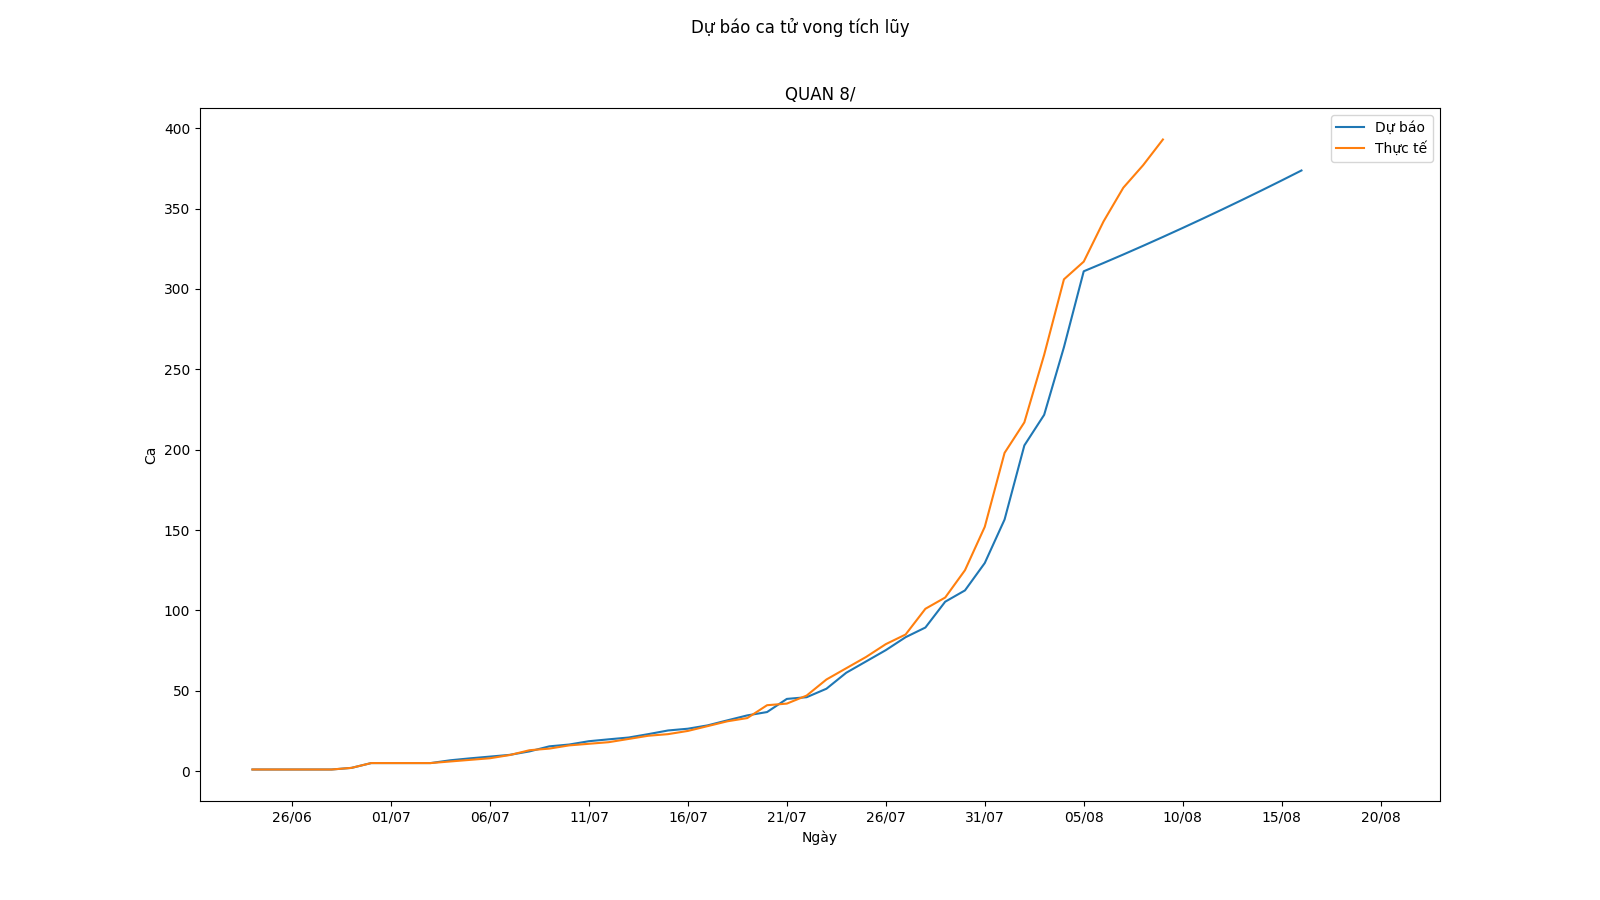 Dự báo ca tử vong tích lũy
QUAN 8/
Dự báo
Thực tế
400
350
300
250
200
150
100
50
0
Ca
26/06 01/07 06/07 11/07 16/07 21/07 26/07 31/07 05/08 10/08 15/08 20/08
Ngày